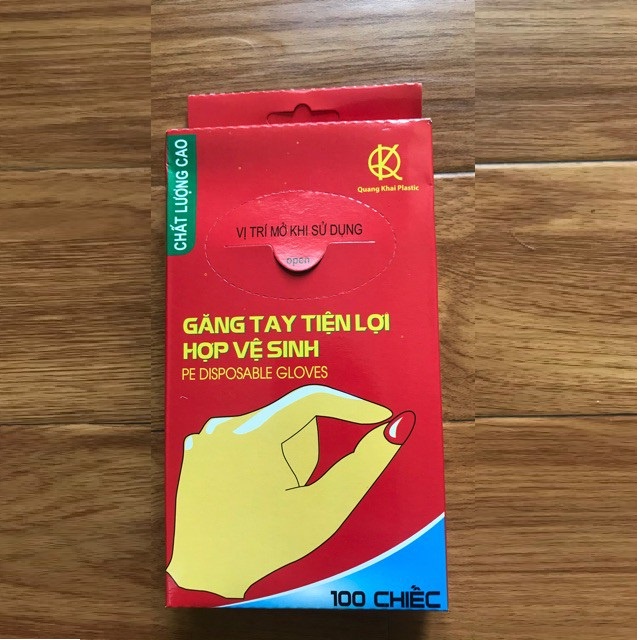 CHẤT LƯỢNG CAO
Quang Khai Plastic
VỊ TRÍ MỞ KHI SỬ DỤNG
open
GĂNG TAY TIỆN LỢI
HỢP VỆ SINH
PE DISPOSABLE GLOVES
100 CHIẾC